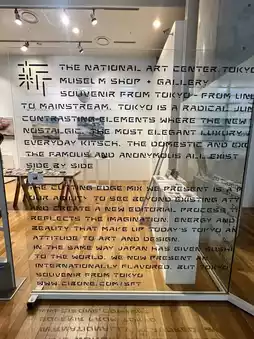 THE NATIONAL ART CENTER, TOKYO
MUSEUM SHOP + GALLERY
SOUVENIR FROM TOKYO - FROM
TO MAINSTREAM. TOKYO IS A RADICAL
CONTRASTING ELEMENTS WHERE THE NEW
NOSTALGIC, THE MOST ELEGANT LUXURY
EVERYDAY KITSCH, THE DOMESTIC AND
THE FAMOUS AND ANONYMOUS ALL EXIST
SIDE BY SIDE
THE CUTTING EDGE MIX WE PRESENT IS A
OUR ABILITY TO SEE BEYOND EXISTING
AND CREATE A NEW EDITORIAL PROCESS
REFLECTS THE IMAGINATION, ENERGY AND
BEAUTY THAT MAKE UP TODAY'S TOKYO
ATTITUDE TO ART AND DESIGN.
IN THE SAME WAY JAPAN HAS GIVEN
TO THE WORLD, WE NOW PRESENT AN
INTERNATIONALLY FLAVORED, BUT TOKYO
SOUVENIR FROM TOKYO
WWW.CIBONE.COM/SFT